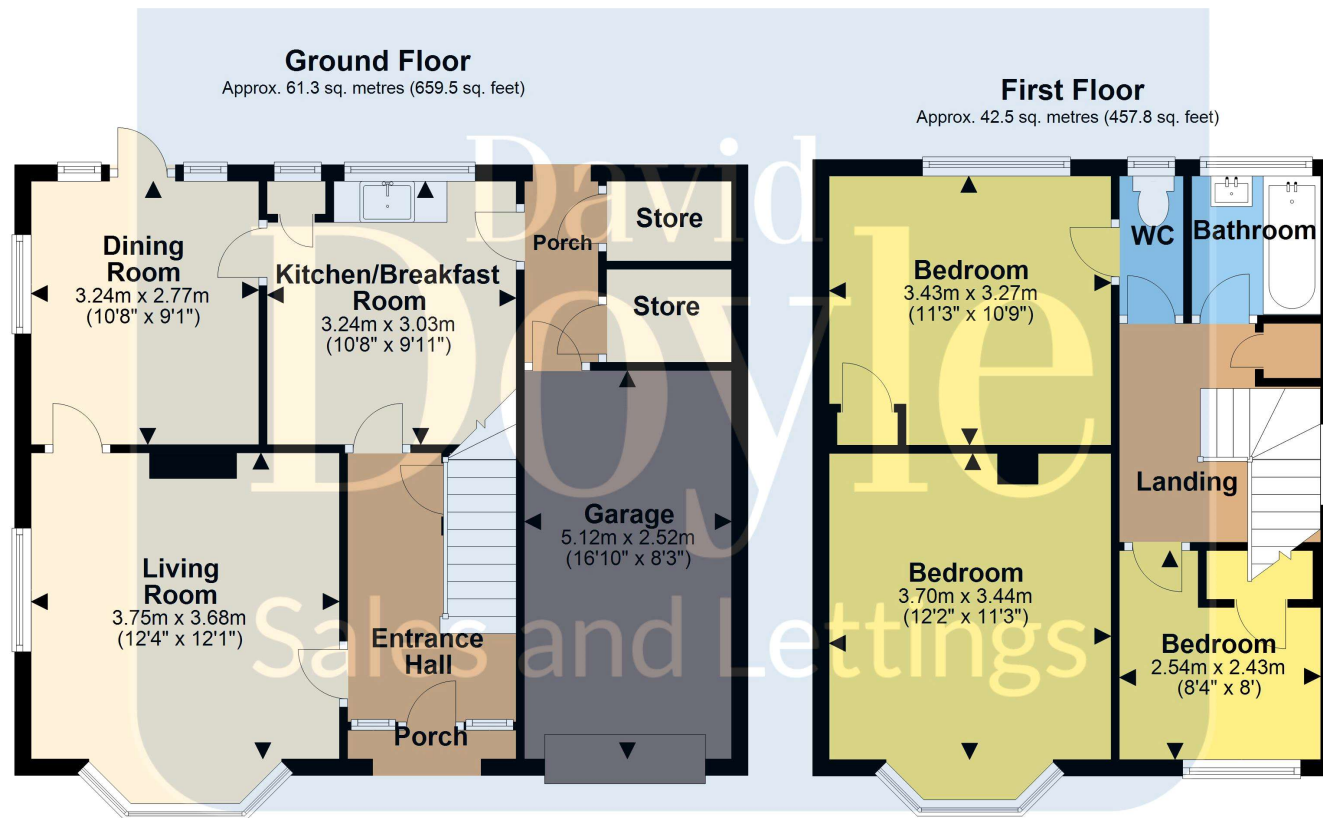 Ground Floor
Approx. 61.3 sq. metres (659.5 sq. feet)
First Floor
Approx. 42.5 sq. metres (457.8 sq. feet)
David
Doyle
Sales and Lettings
Dining
Room
3.24m x 2.77m
(10'8" x 9'1")
Kitchen/Breakfast
Room
3.24m x 3.03m
(10'8" x 9'11")
Porch
Store
Store
Living
Room
3.75m x 3.68m
(12'4" x 12'1")
Entrance
Hall
Porch
Garage
5.12m x 2.52m
(16'10" x 8'3")
Bedroom
3.43m x 3.27m
(11'3" x 10'9")
WC
Bathroom
Landing
Bedroom
3.70m x 3.44m
(12'2" x 11'3")
Bedroom
2.54m x 2.43m
(8'4" x 8')